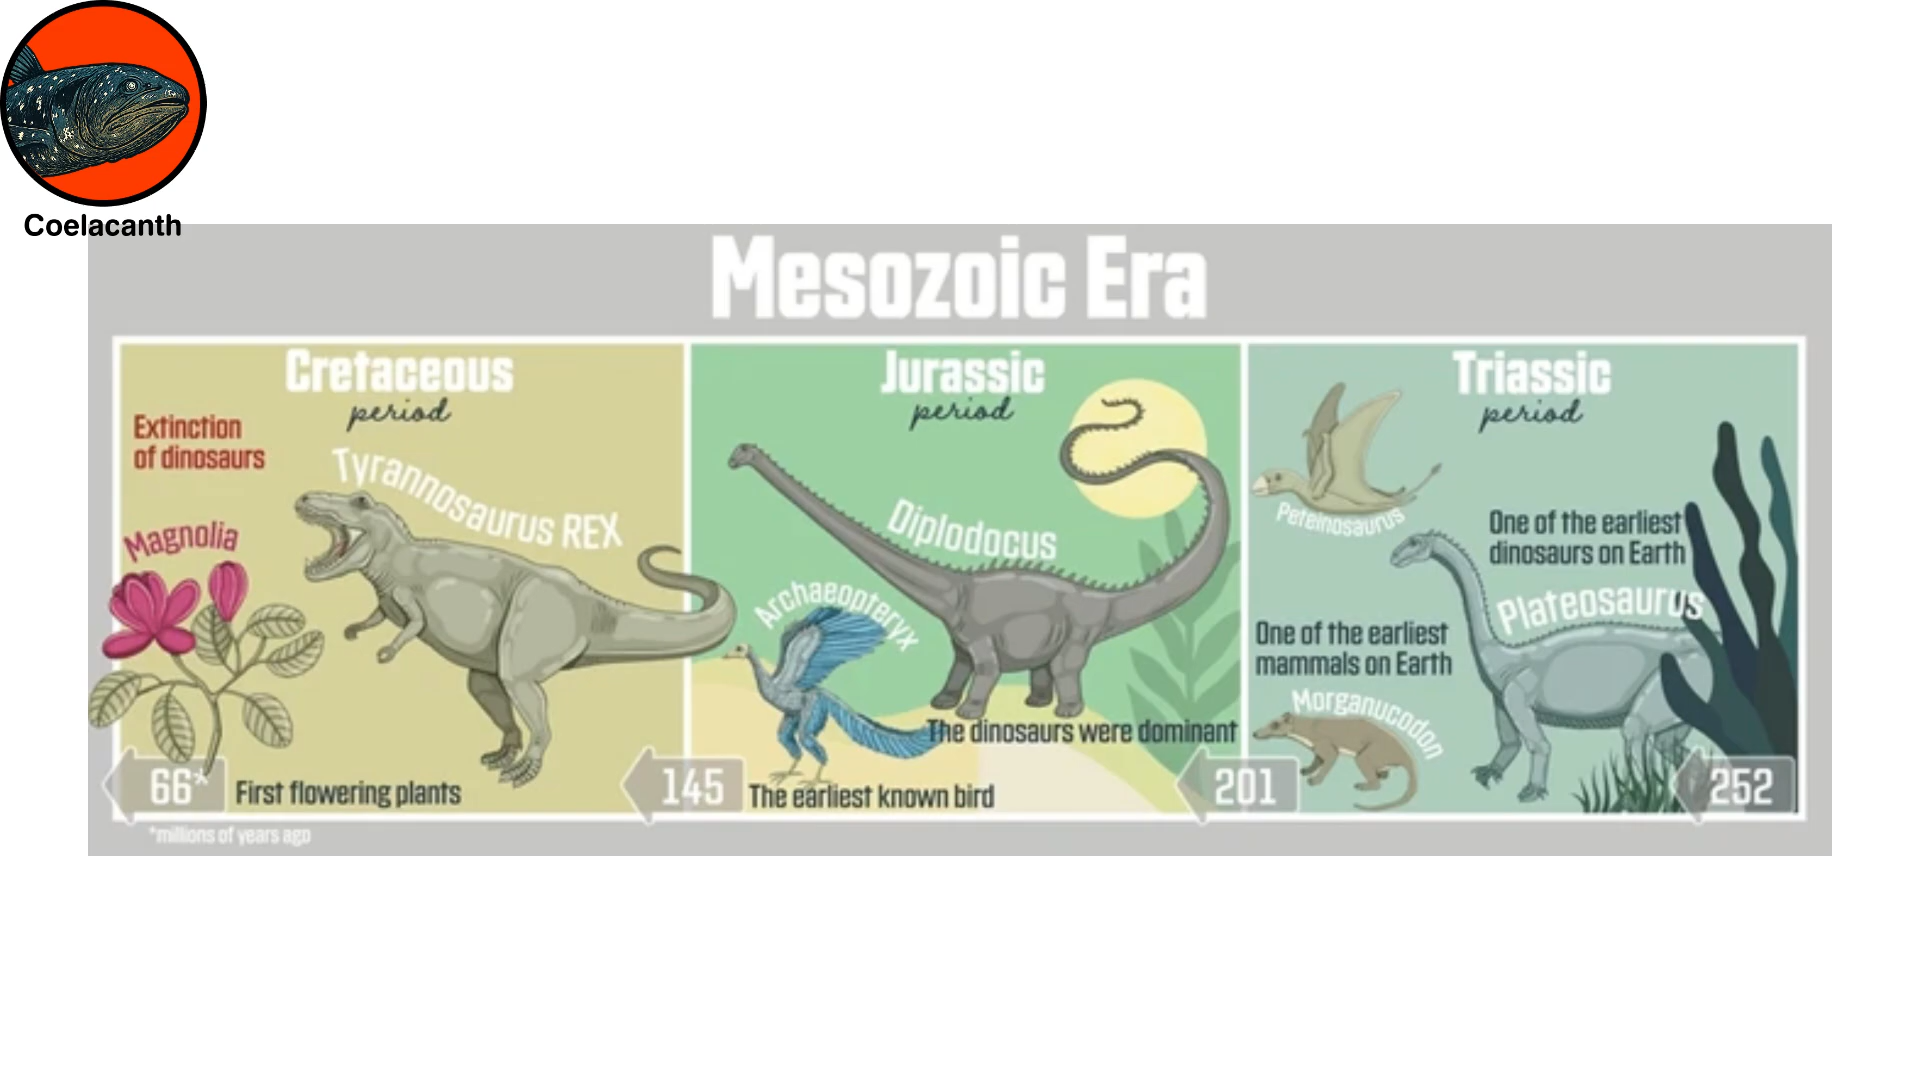 Coelacanth
Mesozoic Era
Cretaceous
period
Extinction
of dinosaurs
Tyrannosaurus REX
Magnolia
66*
First flowering plants
*millions of years ago
Jurassic
period
Diplodocus
Archaeopteryx
The dinosaurs were dominant
145
The earliest known bird
Triassic
period
Peteinosaurus
One of the earliest
dinosaurs on Earth
Plateosaurus
One of the earliest
mammals on Earth
Morganucodon
201
252